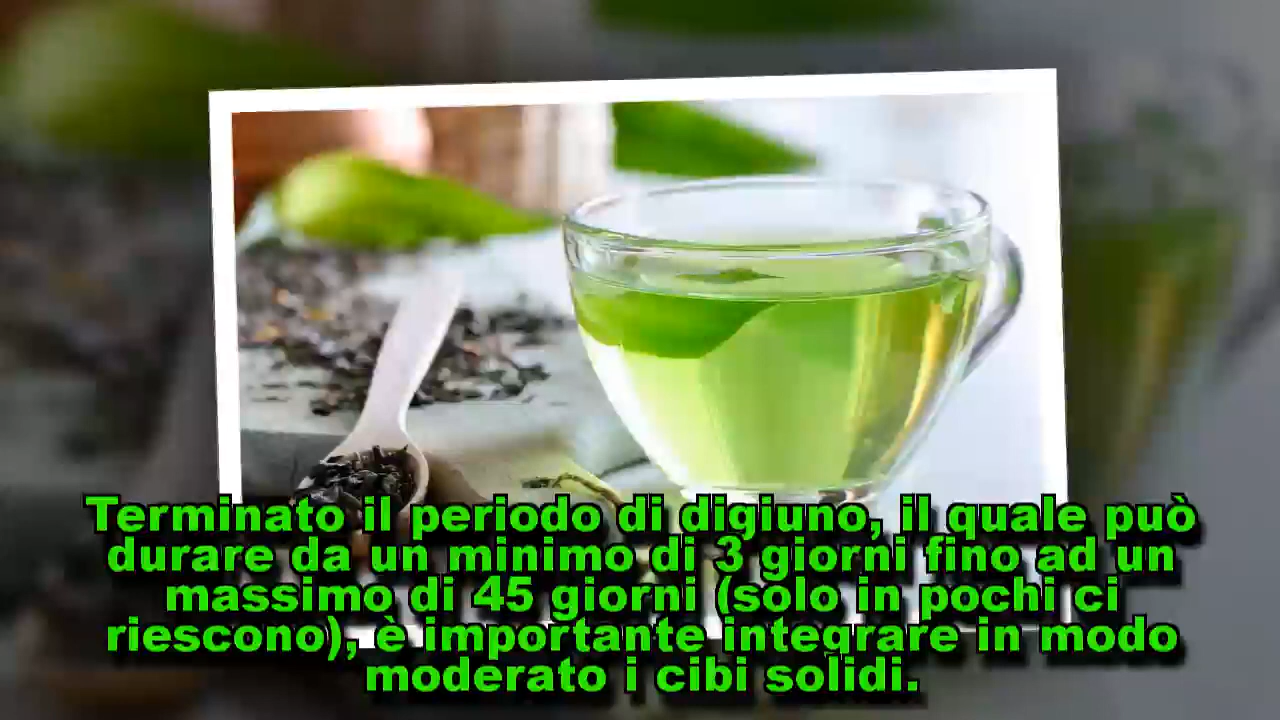 Terminato il periodo di digiuno, il quale può
durare da un minimo di 3 giorni fino ad un
massimo di 45 giorni (solo in pochi ci
riescono), è importante integrare in modo
moderato i cibi solidi.